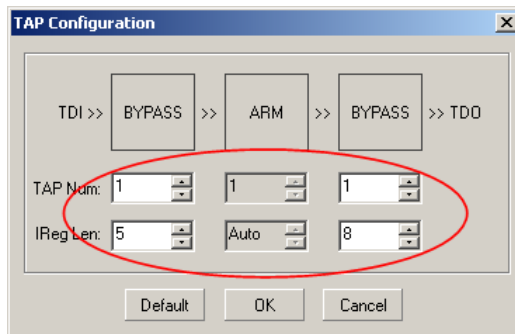 TAP Configuration
TDI >> BYPASS >> ARM >> BYPASS >> TDO
TAP Num: 1 1 1
IReg Len: 5 Auto 8
Default OK Cancel